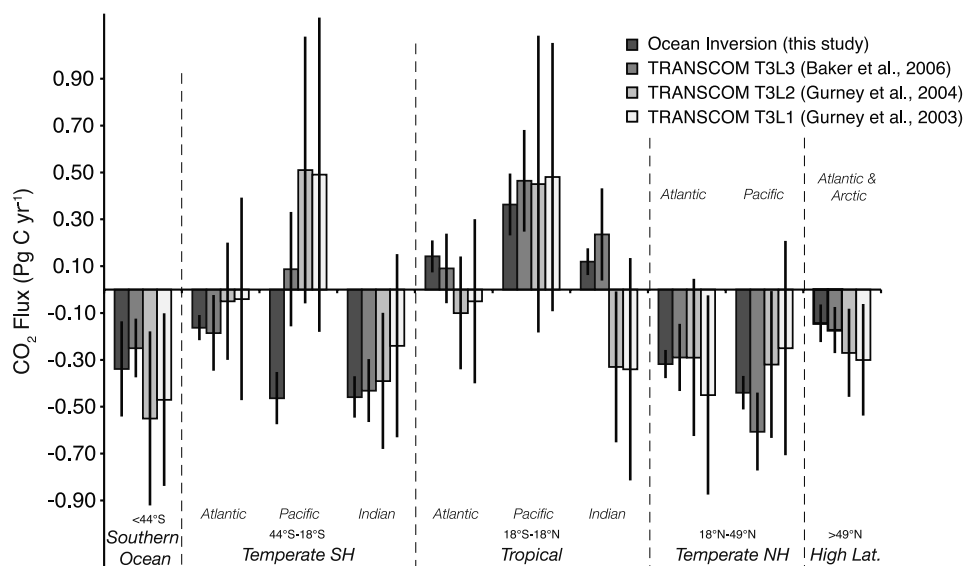 Ocean Inversion (this study)
TRANSCOM T3L3 (Baker et al., 2006)
TRANSCOM T3L2 (Gurney et al., 2004)
TRANSCOM T3L1 (Gurney et al., 2003)
CO₂ Flux (Pg C yr⁻¹)
0.90
0.70
0.50
0.30
0.10
-0.10
-0.30
-0.50
-0.70
-0.90
Atlantic
Pacific
Atlantic &
Arctic
<44°S
Southern
Ocean
Atlantic
Pacific
Indian
44°S-18°S
Temperate SH
Atlantic
Pacific
Indian
18°S-18°N
Tropical
18°N-49°N
Temperate NH
>49°N
High Lat.